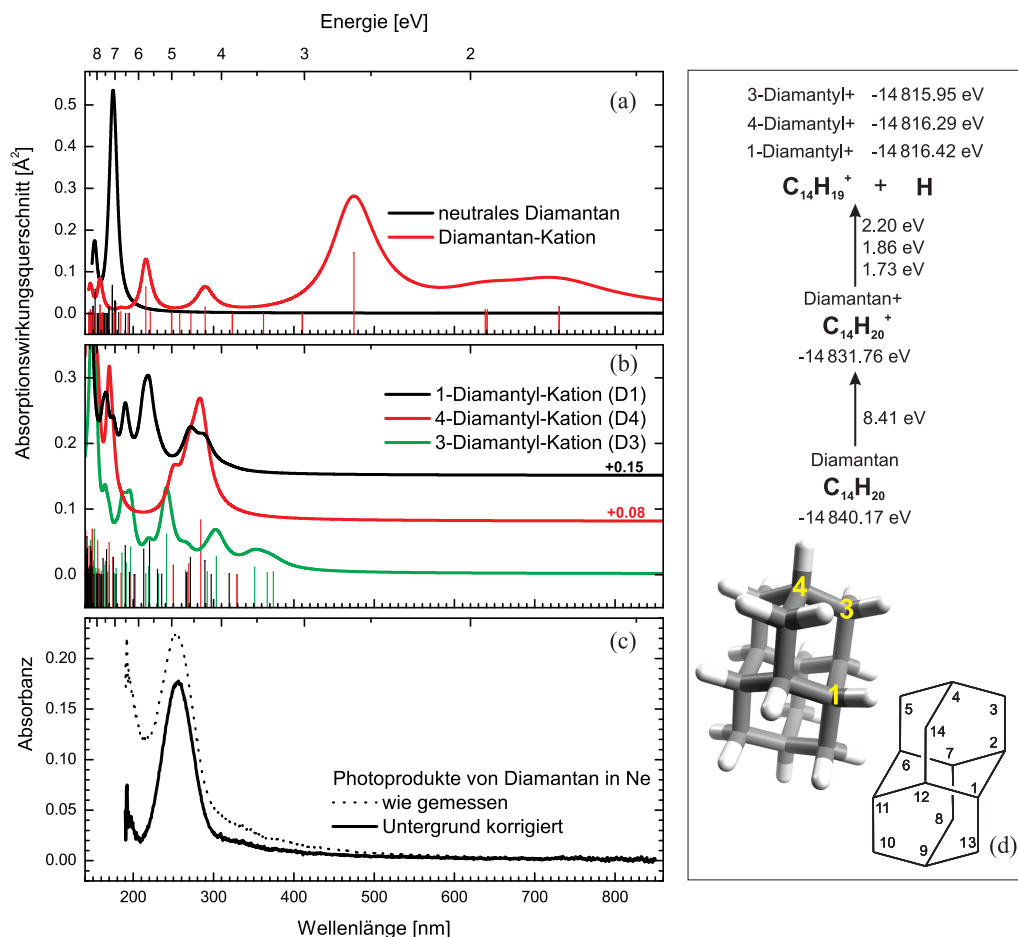 Energie [eV]
8 7 6 5 4 3 2
(a)
0.5
0.4
0.3
0.2
0.1
0.0
neutrales Diamantan
Diamantan-Kation
Absorptionswirkungsquerschnitt [Å²]
(b)
0.3
0.2
0.1
0.0
1-Diamantyl-Kation (D1)
4-Diamantyl-Kation (D4)
3-Diamantyl-Kation (D3)
+0.15
+0.08
(c)
0.20
0.15
0.10
0.05
0.00
Absorbanz
Photoprodukte von Diamantan in Ne
wie gemessen
Untergrund korrigiert
200 300 400 500 600 700 800
Wellenlänge [nm]
3-Diamantyl+ -14 815.95 eV
4-Diamantyl+ -14 816.29 eV
1-Diamantyl+ -14 816.42 eV
C₁₄H₁₉⁺ + H
2.20 eV
1.86 eV
1.73 eV
Diamantan+
C₁₄H₂₀⁺
-14 831.76 eV
8.41 eV
Diamantan
C₁₄H₂₀
-14 840.17 eV
4
3
1
4
5 3
14
7 2
6
12 1
11 8
10 9 13
(d)